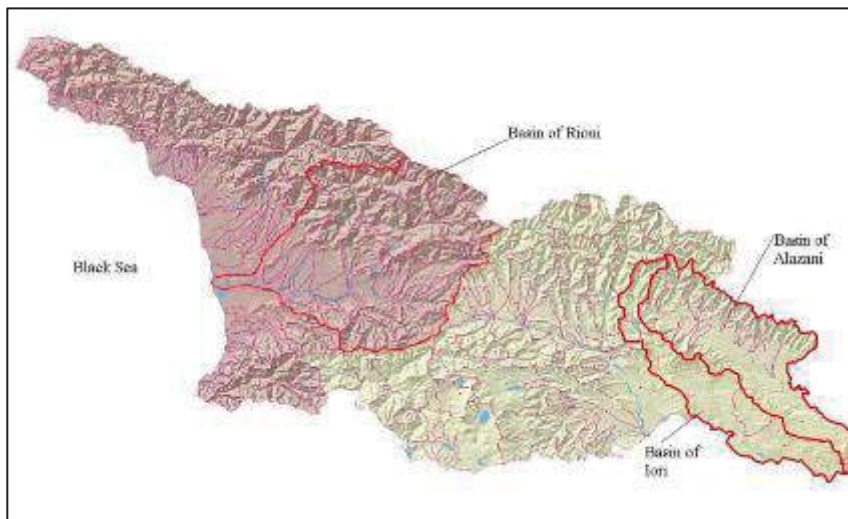 Basin of Rioni
Basin of
Alazani
Black Sea
Basin of
Iori